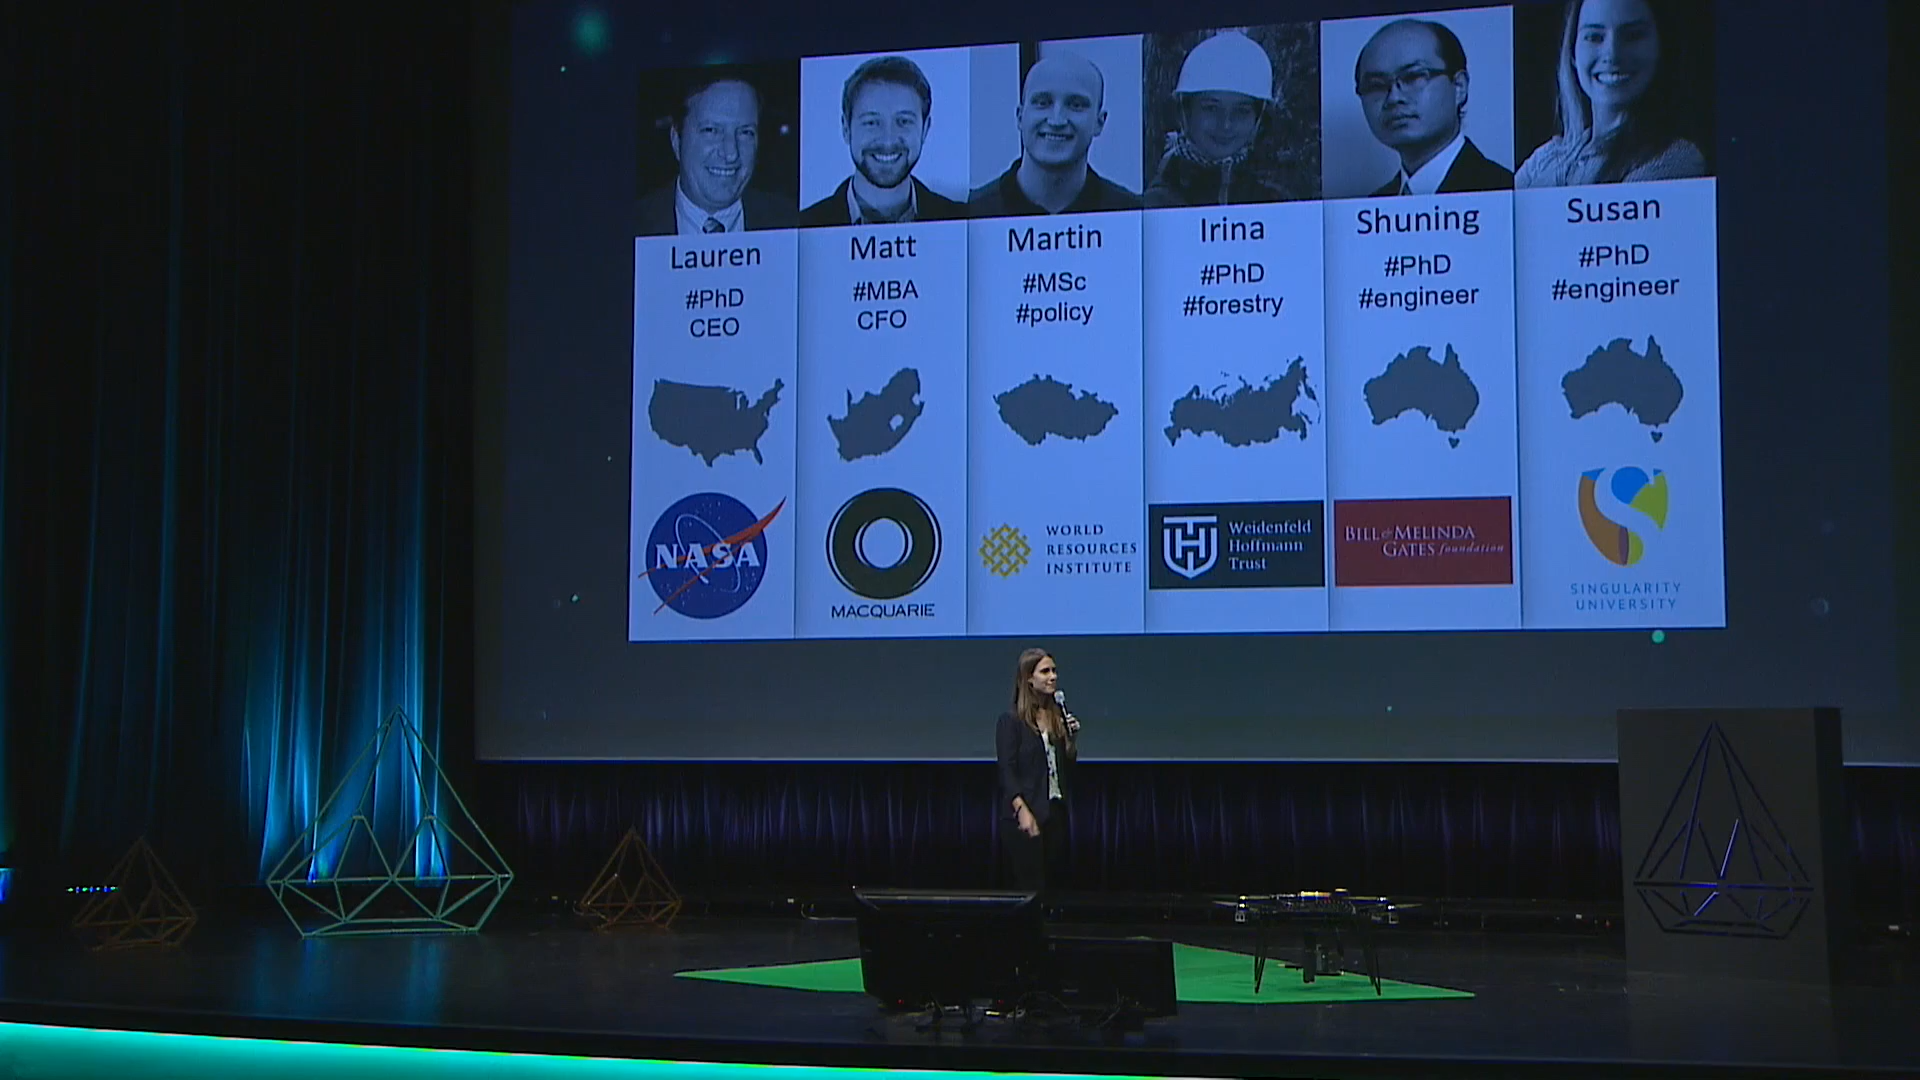 Lauren
#PhD
CEO
NASA
Matt
#MBA
CFO
MACQUARIE
Martin
#MSc
#policy
WORLD
RESOURCES
INSTITUTE
Irina
#PhD
#forestry
Weidenfeld
Hoffmann
Trust
Shuning
#PhD
#engineer
BILL & MELINDA
GATES foundation
Susan
#PhD
#engineer
SINGULARITY
UNIVERSITY